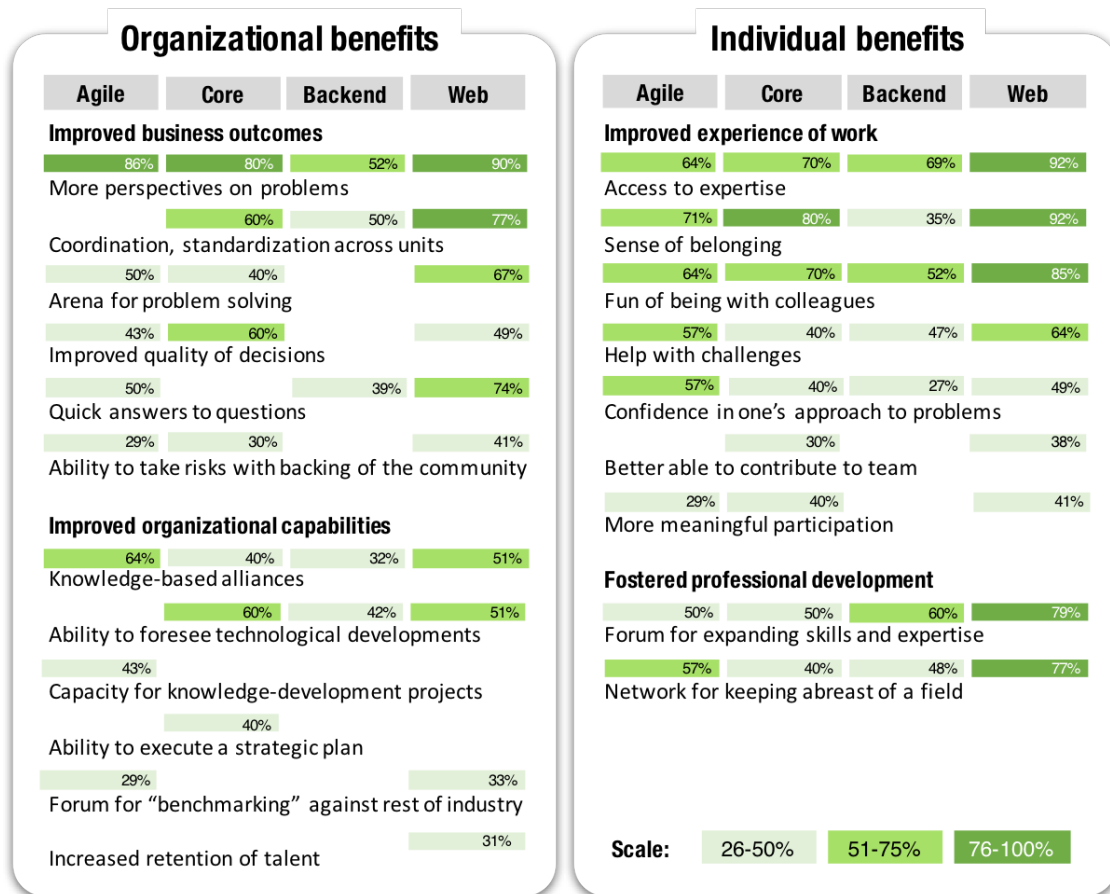 Organizational benefits
Agile Core Backend Web
Improved business outcomes
86% 80% 52% 90%
More perspectives on problems
60% 50% 77%
Coordination, standardization across units
50% 40% 67%
Arena for problem solving
43% 60% 49%
Improved quality of decisions
50% 39% 74%
Quick answers to questions
29% 30% 41%
Ability to take risks with backing of the community
Improved organizational capabilities
64% 40% 32% 51%
Knowledge-based alliances
60% 42% 51%
Ability to foresee technological developments
43%
Capacity for knowledge-development projects
40%
Ability to execute a strategic plan
29% 33%
Forum for “benchmarking” against rest of industry
31%
Increased retention of talent
Individual benefits
Agile Core Backend Web
Improved experience of work
64% 70% 69% 92%
Access to expertise
71% 80% 35% 92%
Sense of belonging
64% 70% 52% 85%
Fun of being with colleagues
57% 40% 47% 64%
Help with challenges
57% 40% 27% 49%
Confidence in one’s approach to problems
30% 38%
Better able to contribute to team
29% 40% 41%
More meaningful participation
Fostered professional development
50% 50% 60% 79%
Forum for expanding skills and expertise
57% 40% 48% 77%
Network for keeping abreast of a field
Scale: 26-50% 51-75% 76-100%